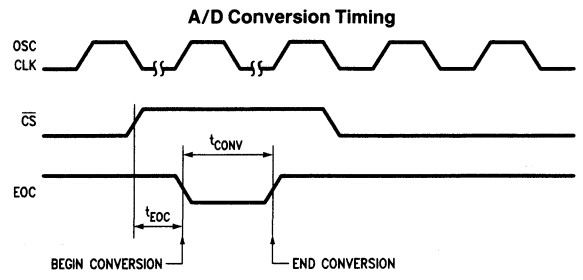 A/D Conversion Timing
OSC
CLK
CS
tCONV
EOC
tEOC
BEGIN CONVERSION
END CONVERSION